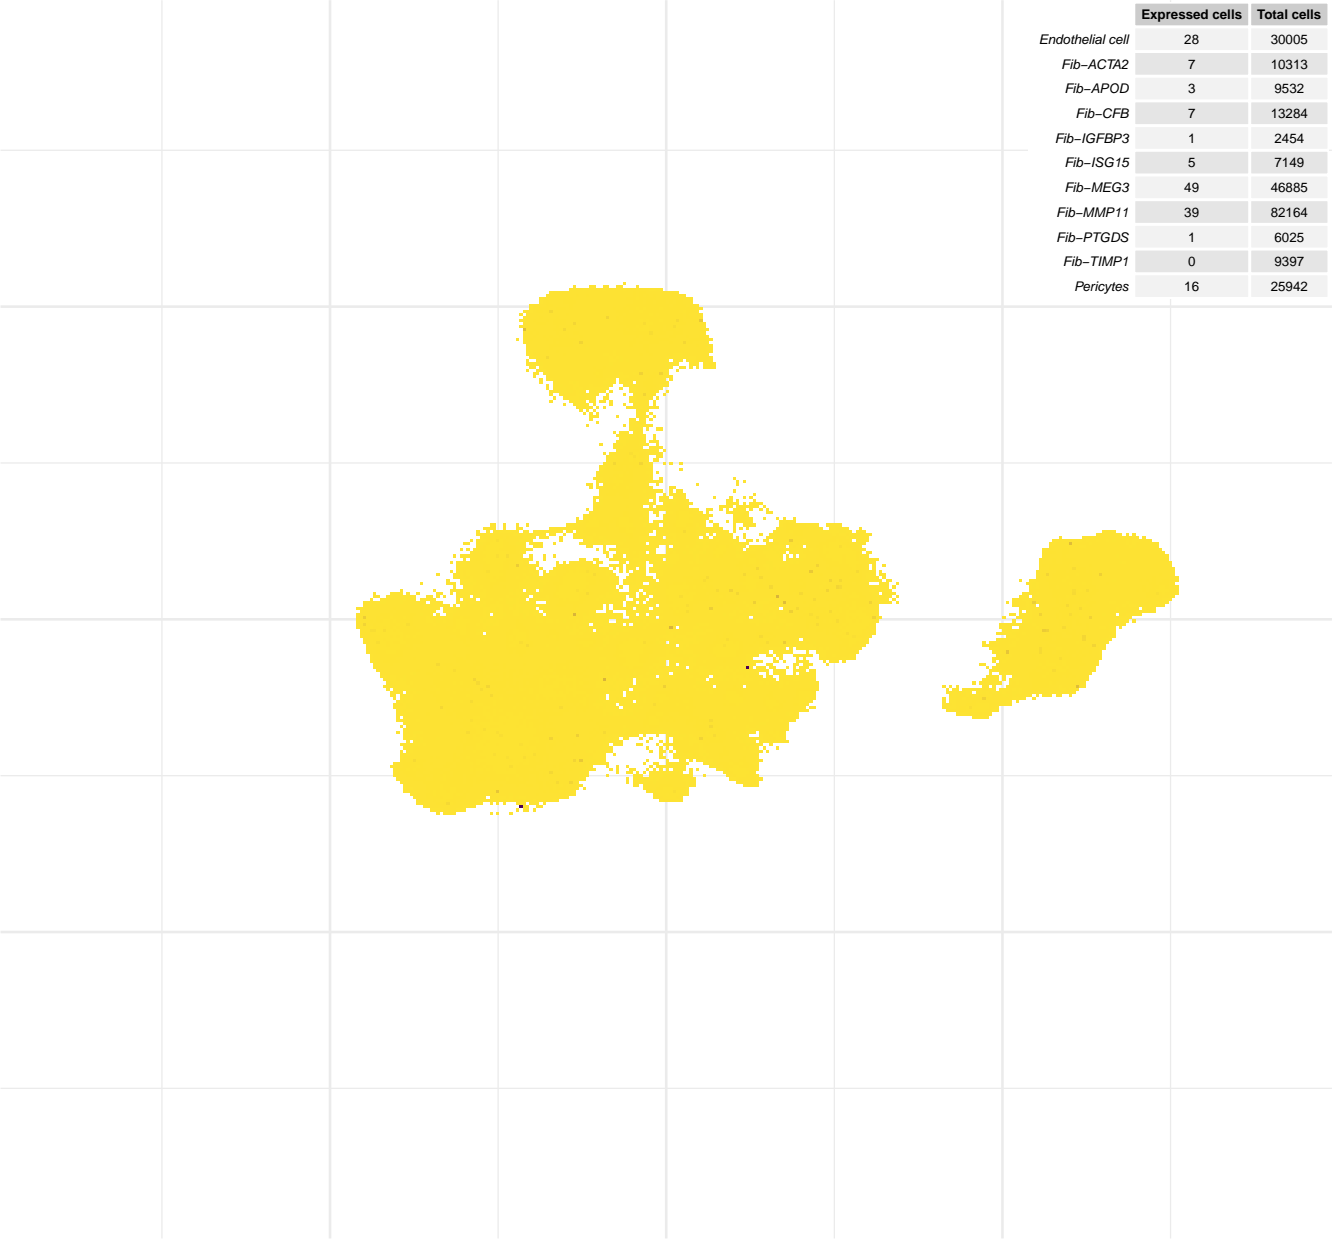 Expressed cells Total cells
Endothelial cell 28 30005
Fib−ACTA2 7 10313
Fib−APOD 3 9532
Fib−CFB 7 13284
Fib−IGFBP3 1 2454
Fib−ISG15 5 7149
Fib−MEG3 49 46885
Fib−MMP11 39 82164
Fib−PTGDS 1 6025
Fib−TIMP1 0 9397
Pericytes 16 25942